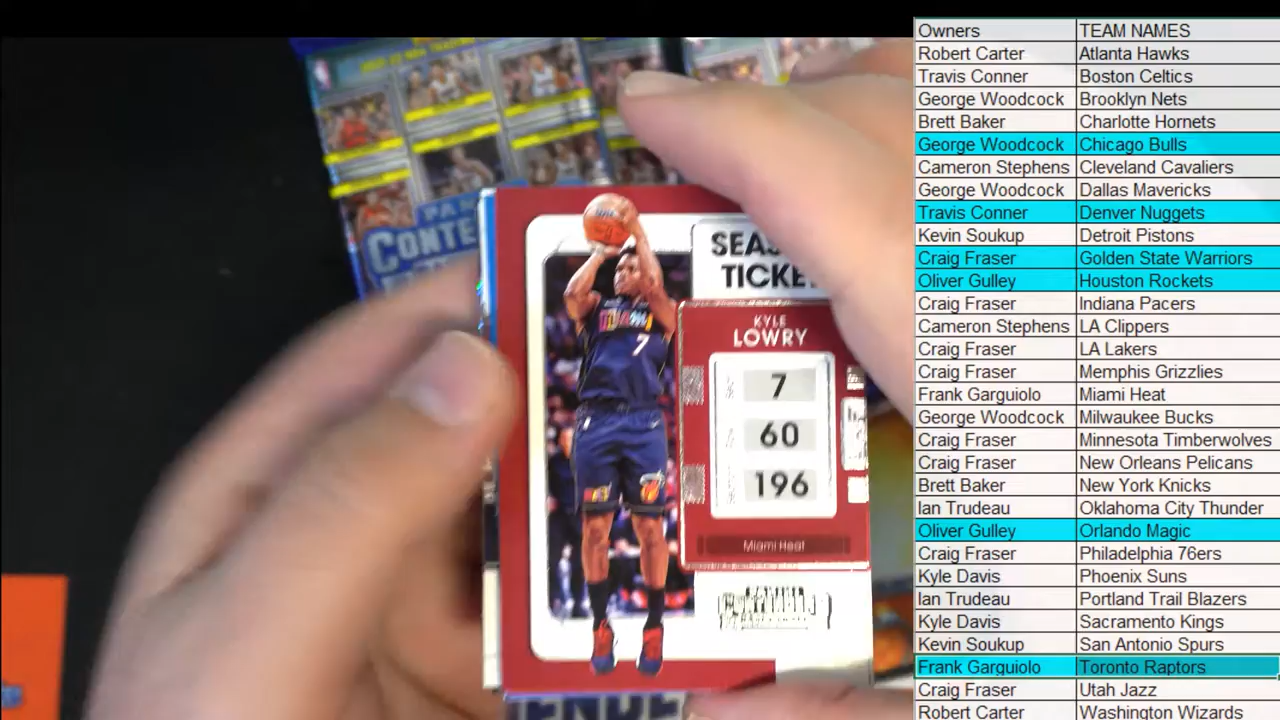 Owners TEAM NAMES
Robert Carter Atlanta Hawks
Travis Conner Boston Celtics
George Woodcock Brooklyn Nets
Brett Baker Charlotte Hornets
George Woodcock Chicago Bulls
Cameron Stephens Cleveland Cavaliers
George Woodcock Dallas Mavericks
Travis Conner Denver Nuggets
Kevin Soukup Detroit Pistons
Craig Fraser Golden State Warriors
Oliver Gulley Houston Rockets
Craig Fraser Indiana Pacers
Cameron Stephens LA Clippers
Craig Fraser LA Lakers
Craig Fraser Memphis Grizzlies
Frank Garguiolo Miami Heat
George Woodcock Milwaukee Bucks
Craig Fraser Minnesota Timberwolves
Craig Fraser New Orleans Pelicans
Brett Baker New York Knicks
Ian Trudeau Oklahoma City Thunder
Oliver Gulley Orlando Magic
Craig Fraser Philadelphia 76ers
Kyle Davis Phoenix Suns
Ian Trudeau Portland Trail Blazers
Kyle Davis Sacramento Kings
Kevin Soukup San Antonio Spurs
Frank Garguiolo Toronto Raptors
Craig Fraser Utah Jazz
Robert Carter Washington Wizards
PAN
CONTE
SEAS
TICKE
KYLE
LOWRY
7
7
60
196
Miami Heat
ENDE